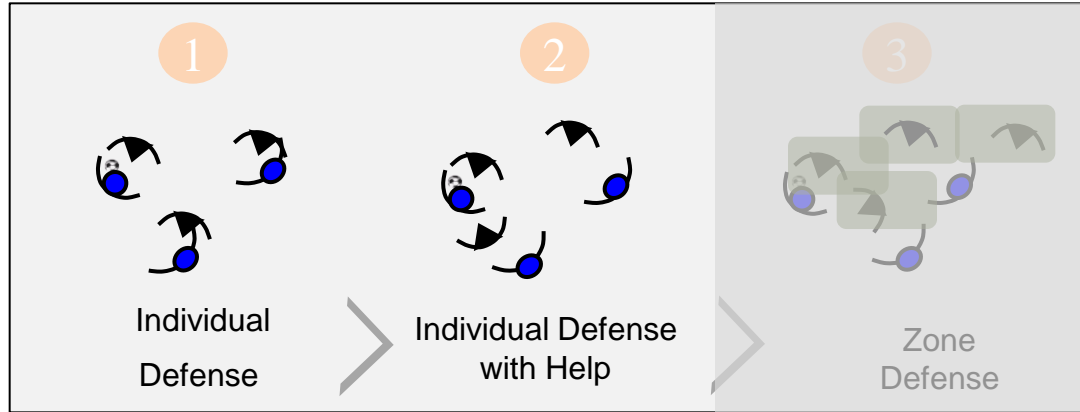 1
2
3
Individual
Defense
Individual Defense
with Help
Zone
Defense